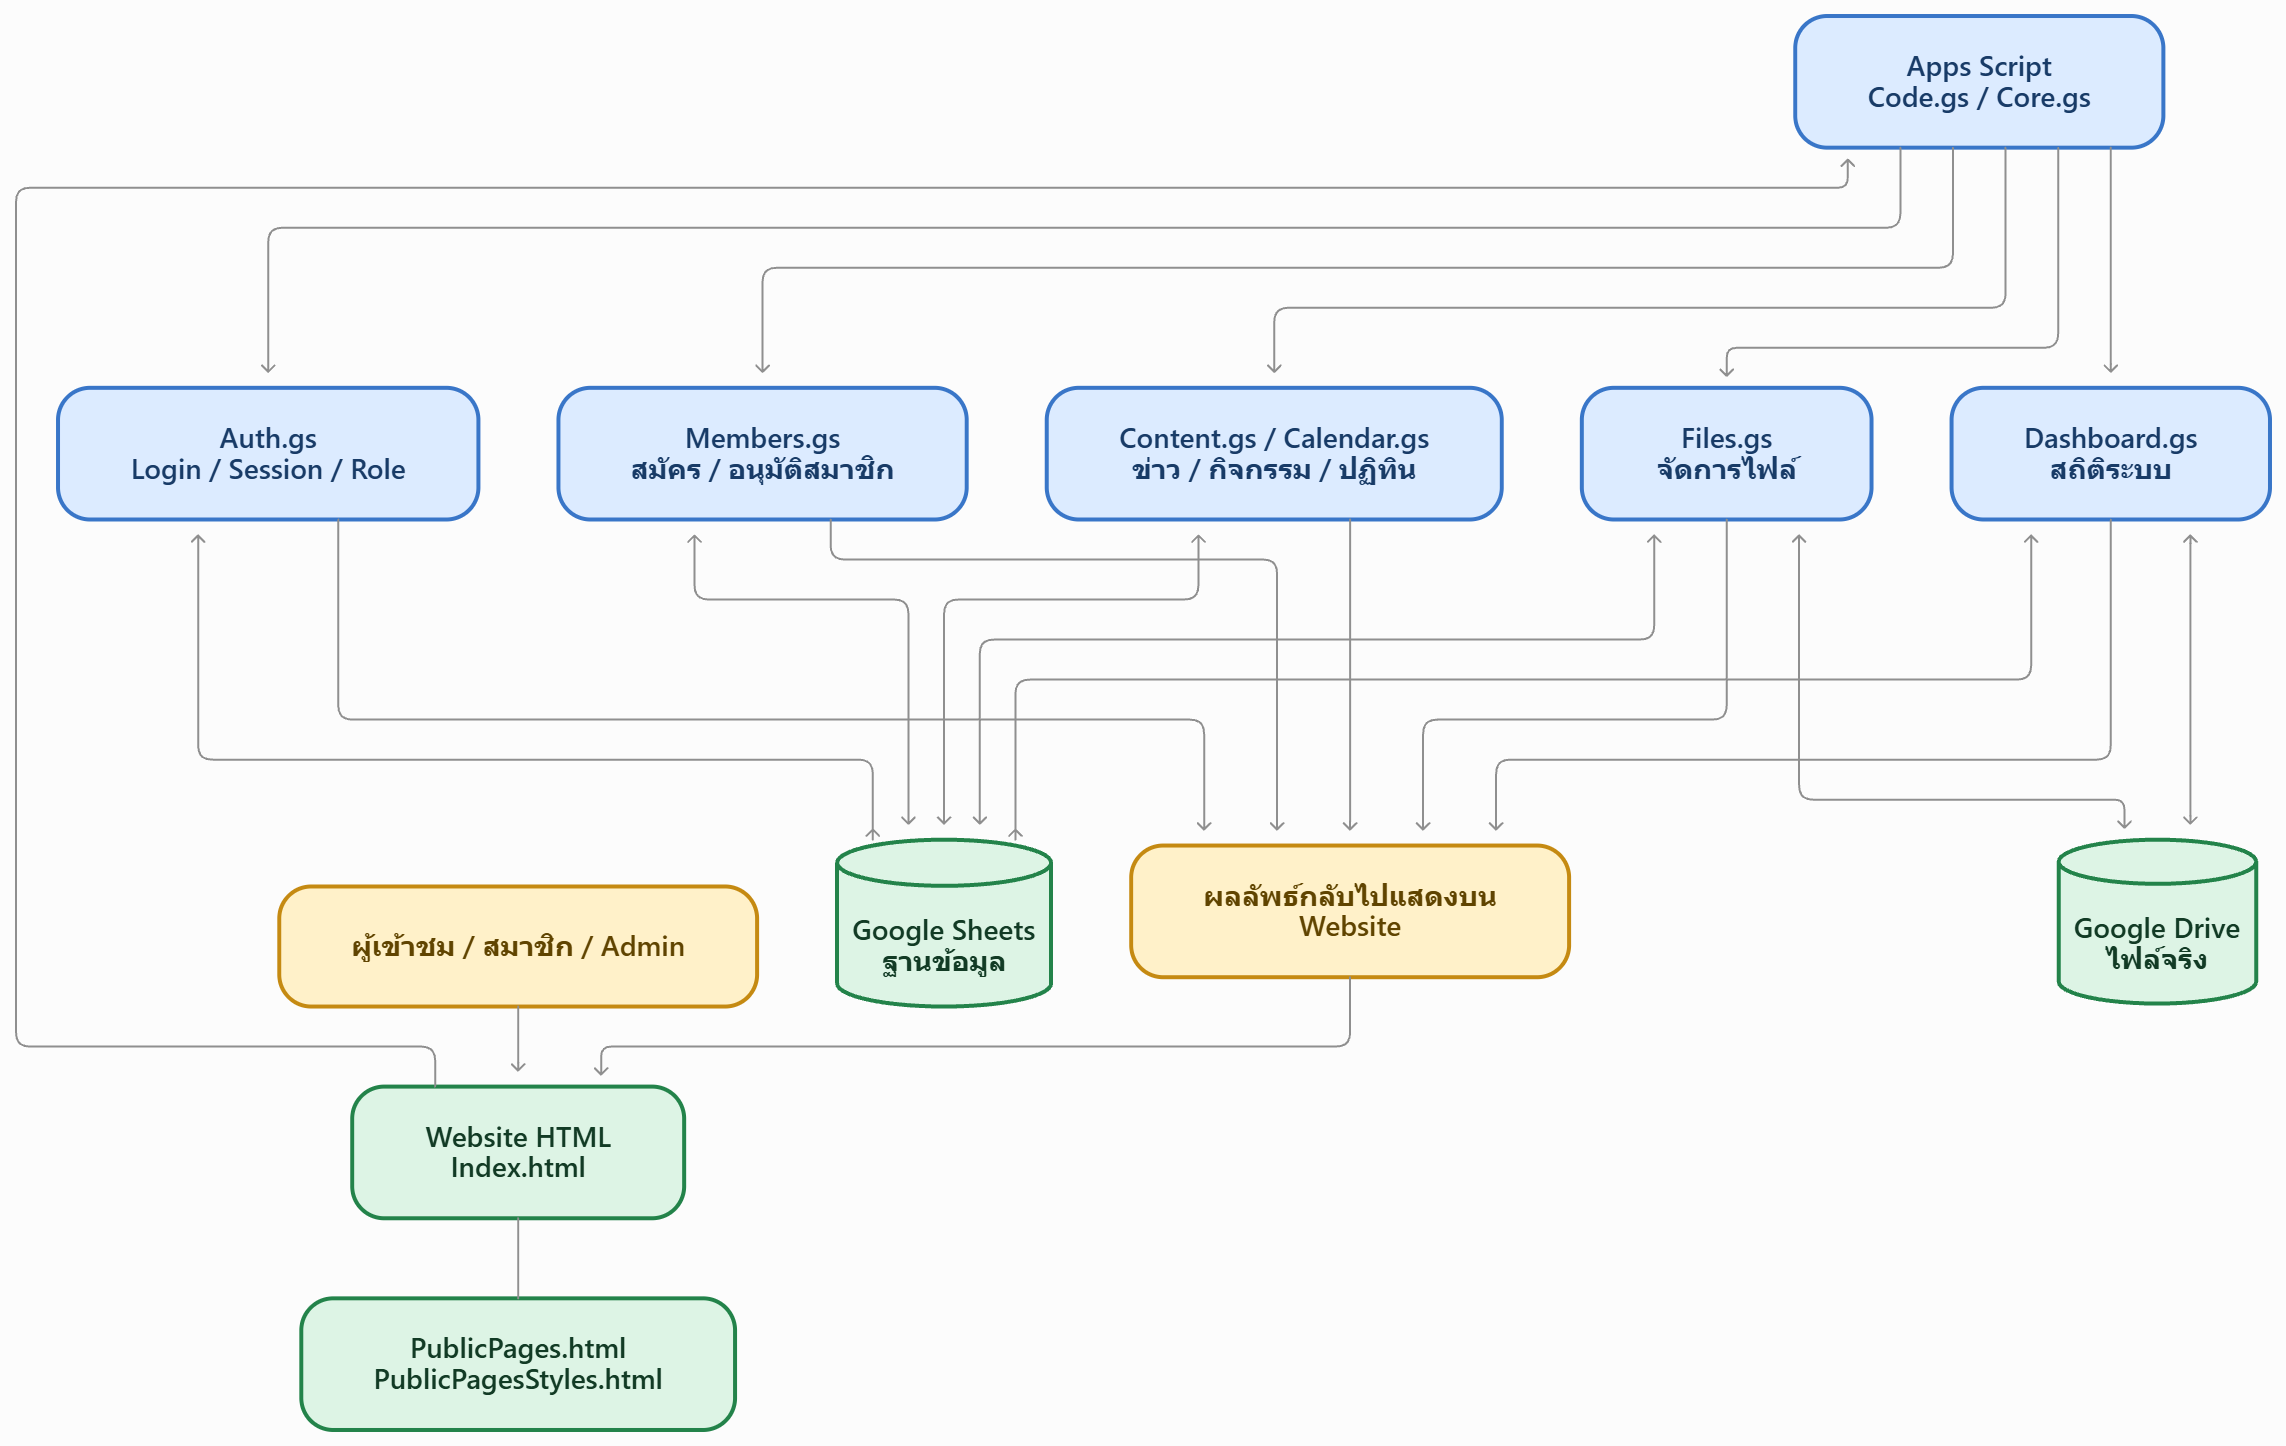 Apps Script
Code.gs / Core.gs
Auth.gs
Login / Session / Role
Members.gs
สมัคร / อนุมัติสมาชิก
Content.gs / Calendar.gs
ข่าว / กิจกรรม / ปฏิทิน
Files.gs
จัดการไฟล์
Dashboard.gs
สถิติระบบ
ผู้เข้าชม / สมาชิก / Admin
Google Sheets
ฐานข้อมูล
ผลลัพธ์กลับไปแสดงบน
Website
Google Drive
ไฟล์จริง
Website HTML
Index.html
PublicPages.html
PublicPagesStyles.html